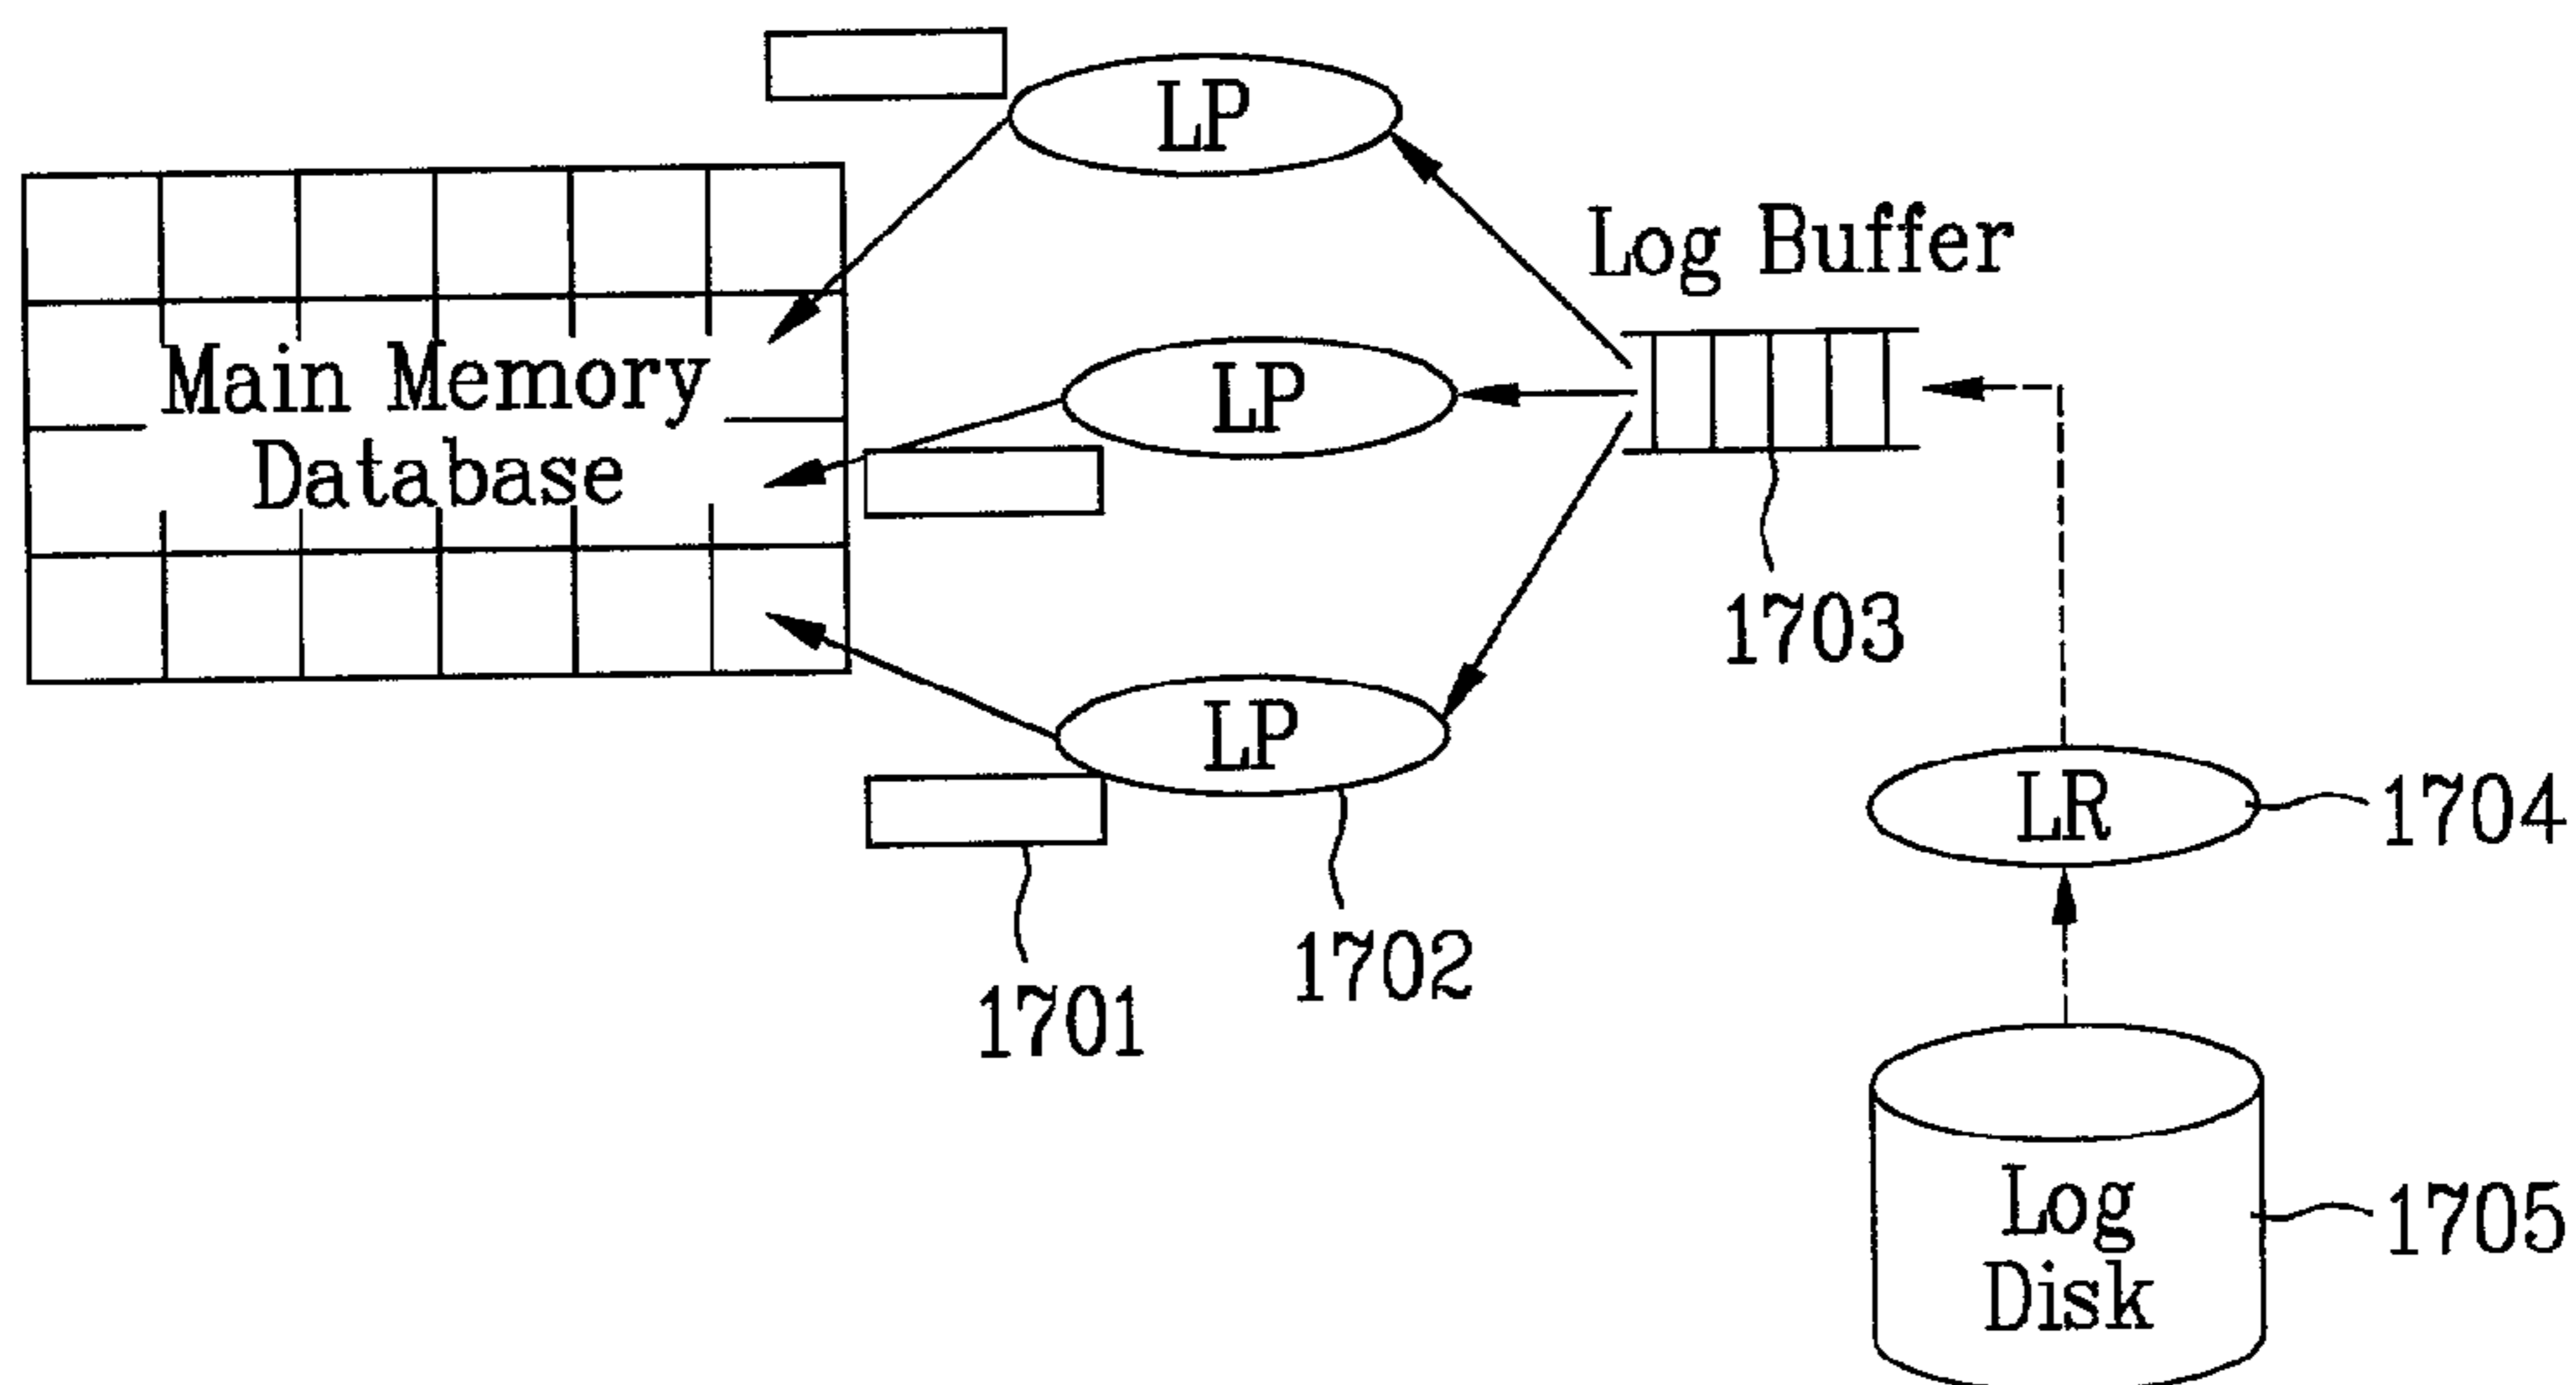 LP
Log Buffer
Main Memory
Database
LP
1703
LP
LR
1704
1702
1701
Log
Disk
1705